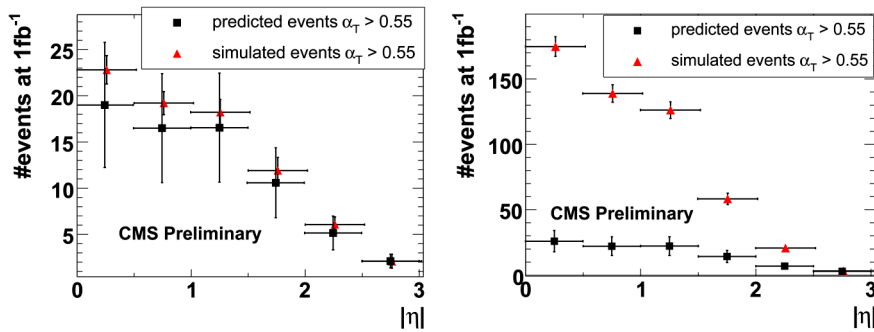 predicted events α_T > 0.55
simulated events α_T > 0.55
#events at 1fb⁻¹
25
20
15
10
5
0
CMS Preliminary
0 1 2 3
|η|
predicted events α_T > 0.55
simulated events α_T > 0.55
#events at 1fb⁻¹
150
100
50
0
CMS Preliminary
0 1 2 3
|η|